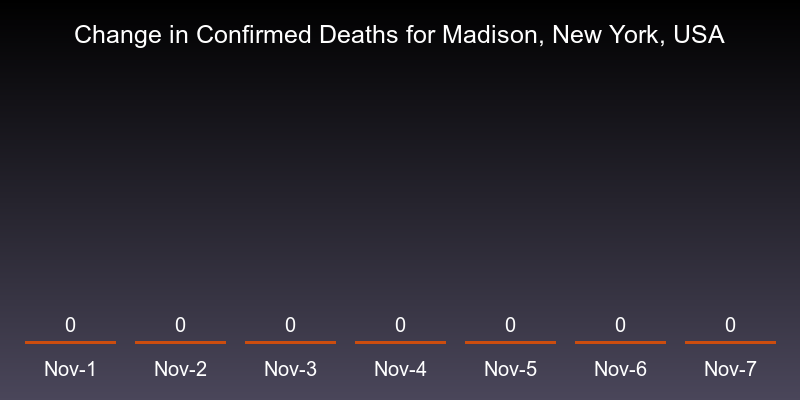 Change in Confirmed Deaths for Madison, New York, USA
0 0 0 0 0 0 0
Nov-1 Nov-2 Nov-3 Nov-4 Nov-5 Nov-6 Nov-7